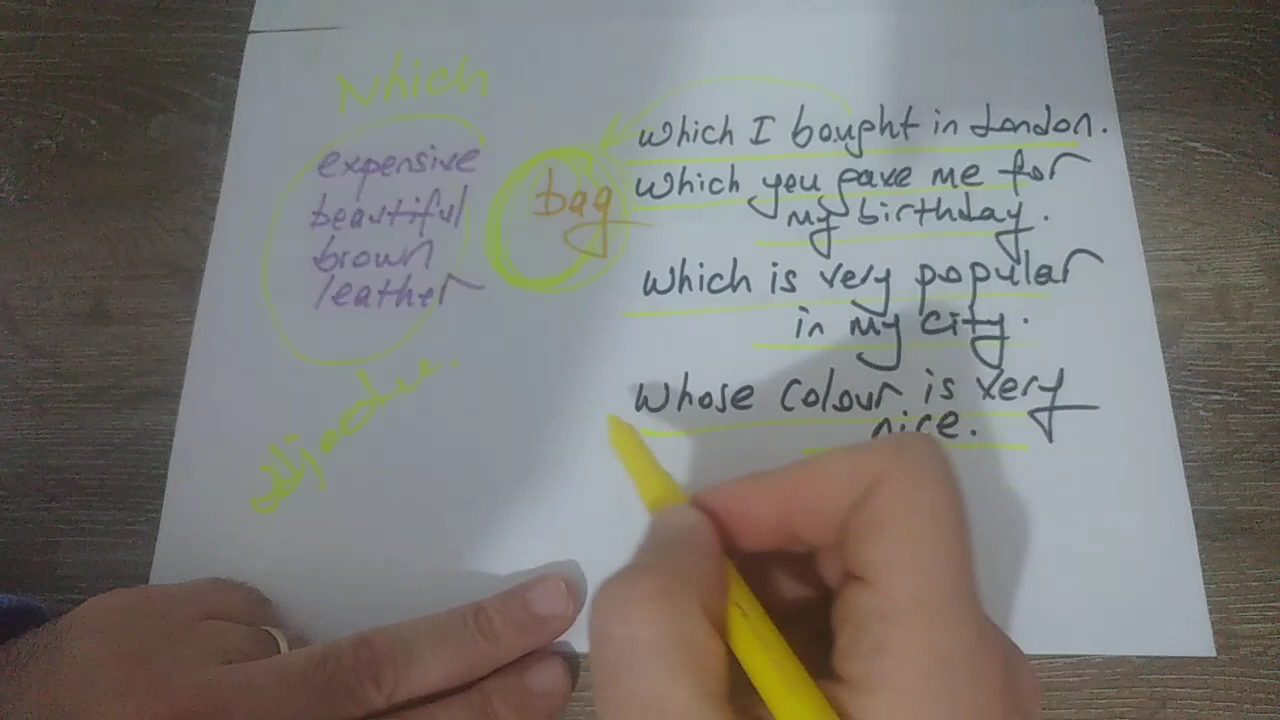 Which
expensive
beautiful
brown
leather
bag
which I bought in London.
which you gave me for
my birthday.
which is very popular
in my city.
whose colour is very
nice.